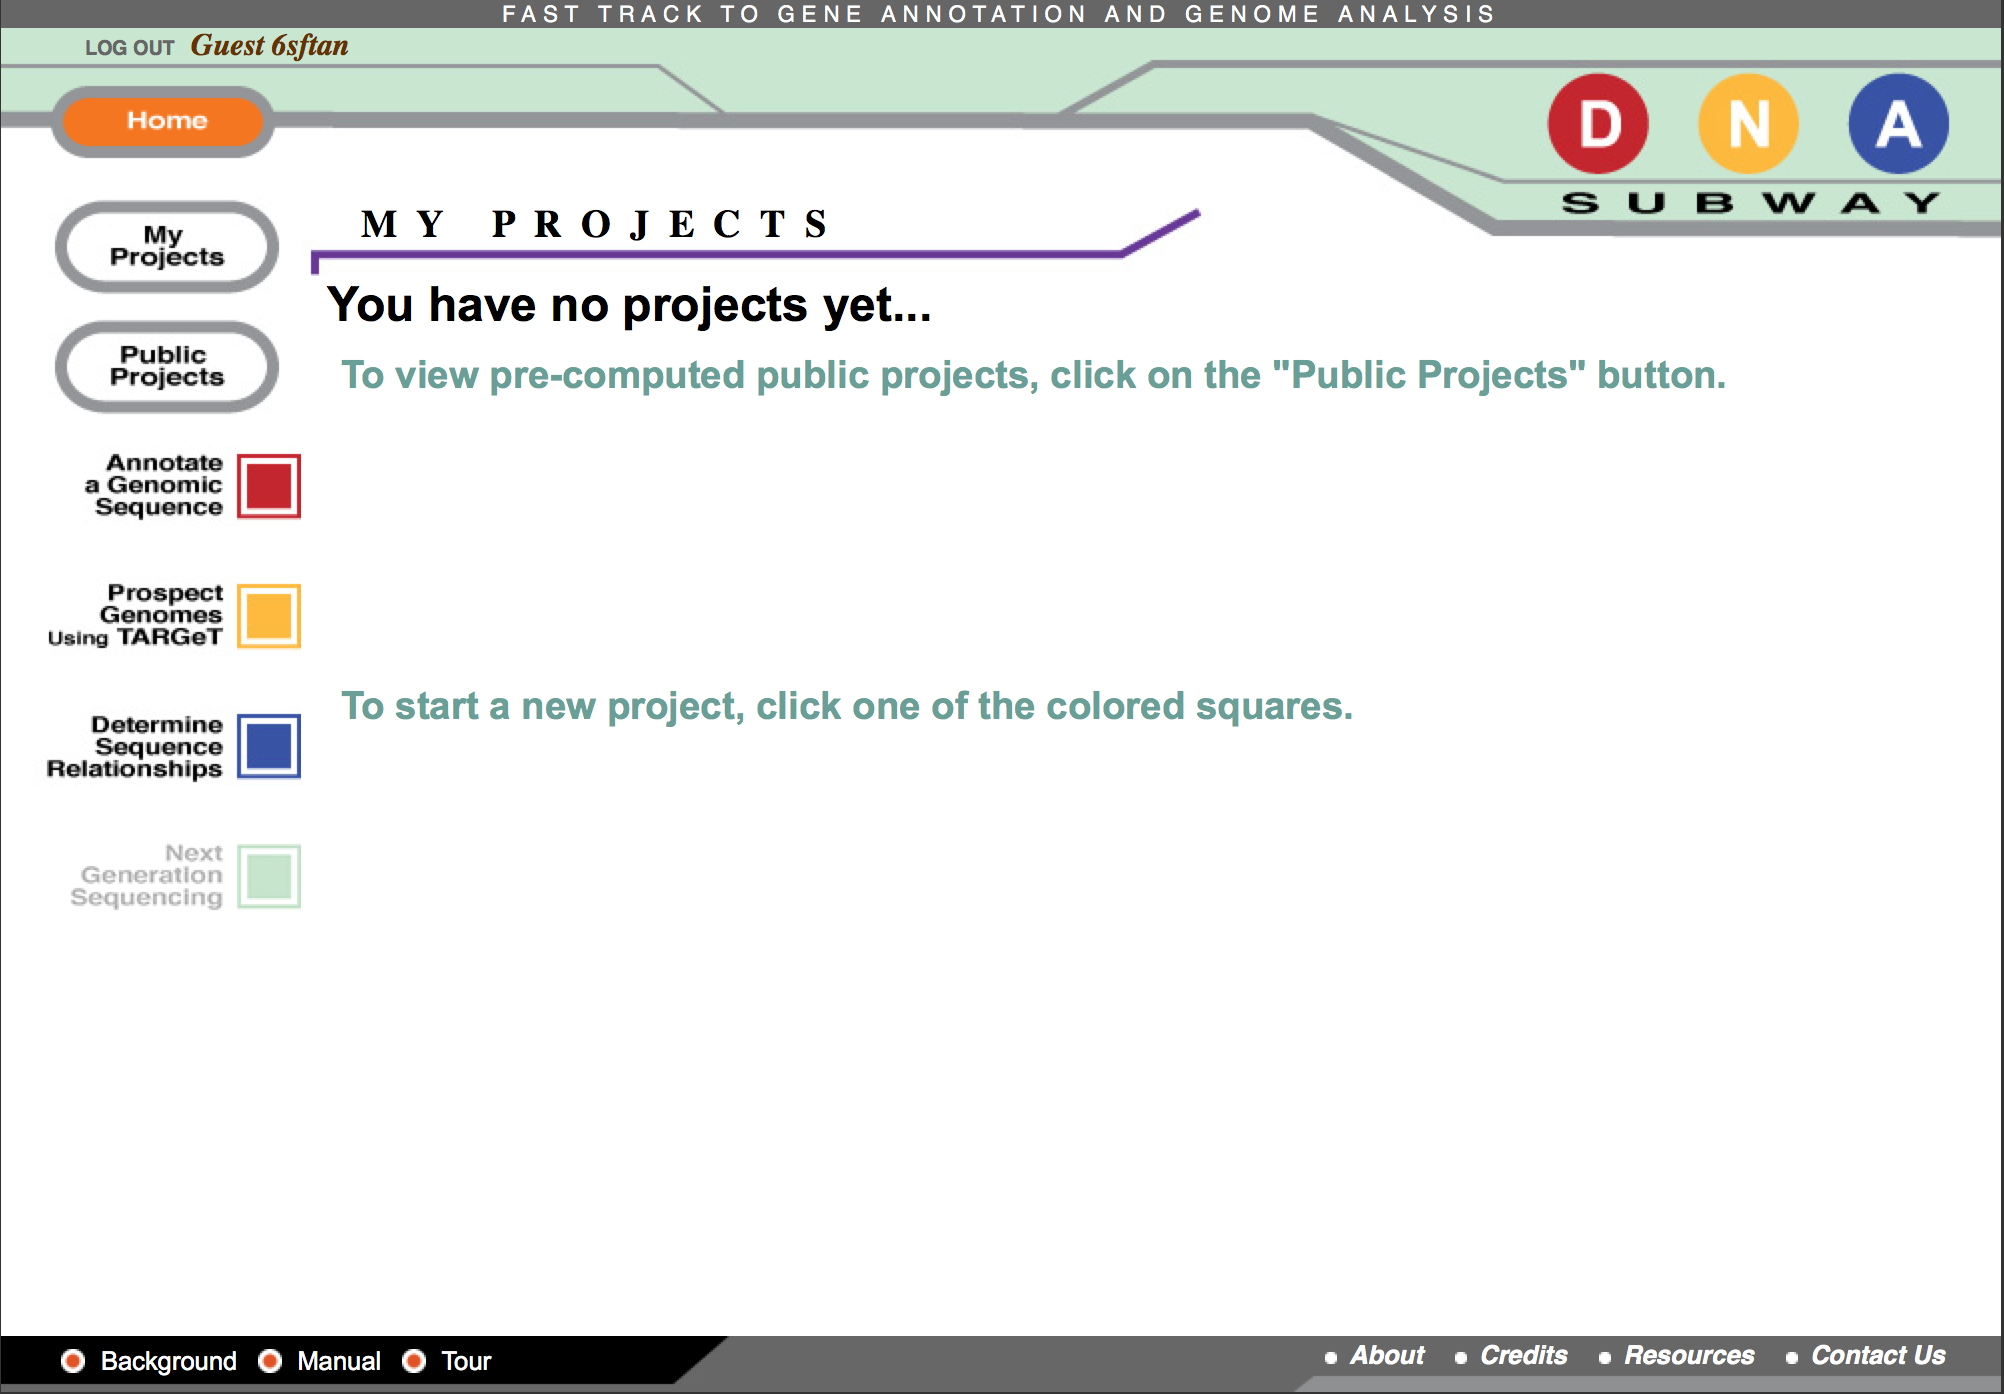 FAST TRACK TO GENE ANNOTATION AND GENOME ANALYSIS
LOG OUT Guest 6sftan
Home
D N A
SUBWAY
MY PROJECTS
My
Projects
You have no projects yet...
Public
Projects
To view pre-computed public projects, click on the "Public Projects" button.
Annotate
a Genomic
Sequence
Prospect
Genomes
Using TARGeT
To start a new project, click one of the colored squares.
Determine
Sequence
Relationships
Next
Generation
Sequencing
Background Manual Tour
About Credits Resources Contact Us